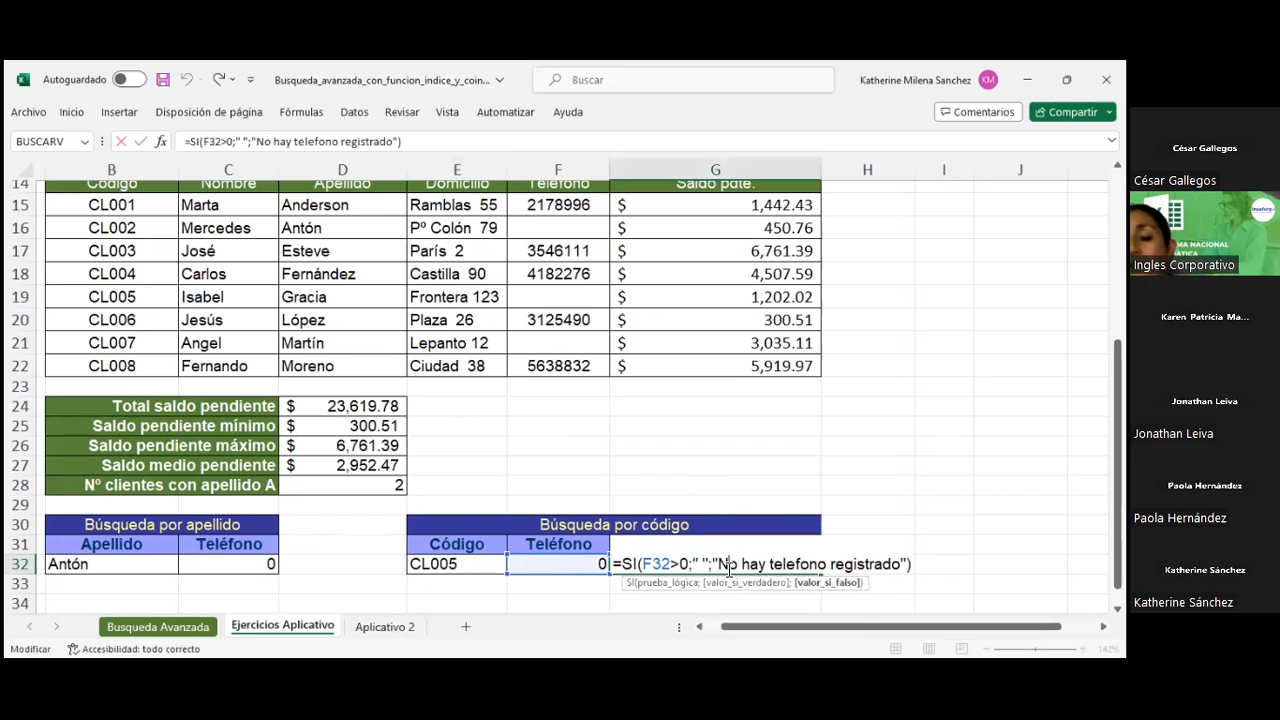 Autoguardado Busqueda_avanzada_con_funcion_indice_y_coin... Buscar Katherine Milena Sanchez KM
Archivo Inicio Insertar Disposición de página Fórmulas Datos Revisar Vista Automatizar Ayuda Comentarios Compartir
BUSCARV fx =SI(F32>0;" ";"No hay telefono registrado")
B C D E F G H I J
14 Código Nombre Apellido Domicilio Teléfono Saldo pdte.
15 CL001 Marta Anderson Rambla 55 2178996 $ 1,442.43
16 CL002 Mercedes Antón Pº Colón 79 $ 450.76
17 CL003 José Esteve París 2 3546111 $ 6,761.39
18 CL004 Carlos Fernández Castilla 90 4182276 $ 4,507.59
19 CL005 Isabel Gracia Frontera 123 $ 1,202.02
20 CL006 Jesús López Plaza 26 3125490 $ 300.51
21 CL007 Angel Martín Lepanto 12 $ 3,035.11
22 CL008 Fernando Moreno Ciudad 38 5638832 $ 5,919.97
23
24 Total saldo pendiente $ 23,619.78
25 Saldo pendiente mínimo $ 300.51
26 Saldo pendiente máximo $ 6,761.39
27 Saldo medio pendiente $ 2,952.47
28 Nº clientes con apellido A 2
29
30 Búsqueda por apellido Búsqueda por código
31 Apellido Teléfono Código Teléfono
32 Antón 0 CL005 0 =SI(F32>0;" ";"No hay telefono registrado")
33 SI(prueba_lógica; [valor_si_verdadero]; [valor_si_falso])
34
Busqueda Avanzada Ejercicios Aplicativo Aplicativo 2
Modificar Accesibilidad: todo correcto 142%
César Gallegos
César Gallegos
MA NACIONAL
ÁTICA
Ingles Corporativo
Karen Patricia Ma...
Jonathan Leiva
Jonathan Leiva
Paola Hernández
Paola Hernández
Katherine Sánchez
Katherine Sánchez